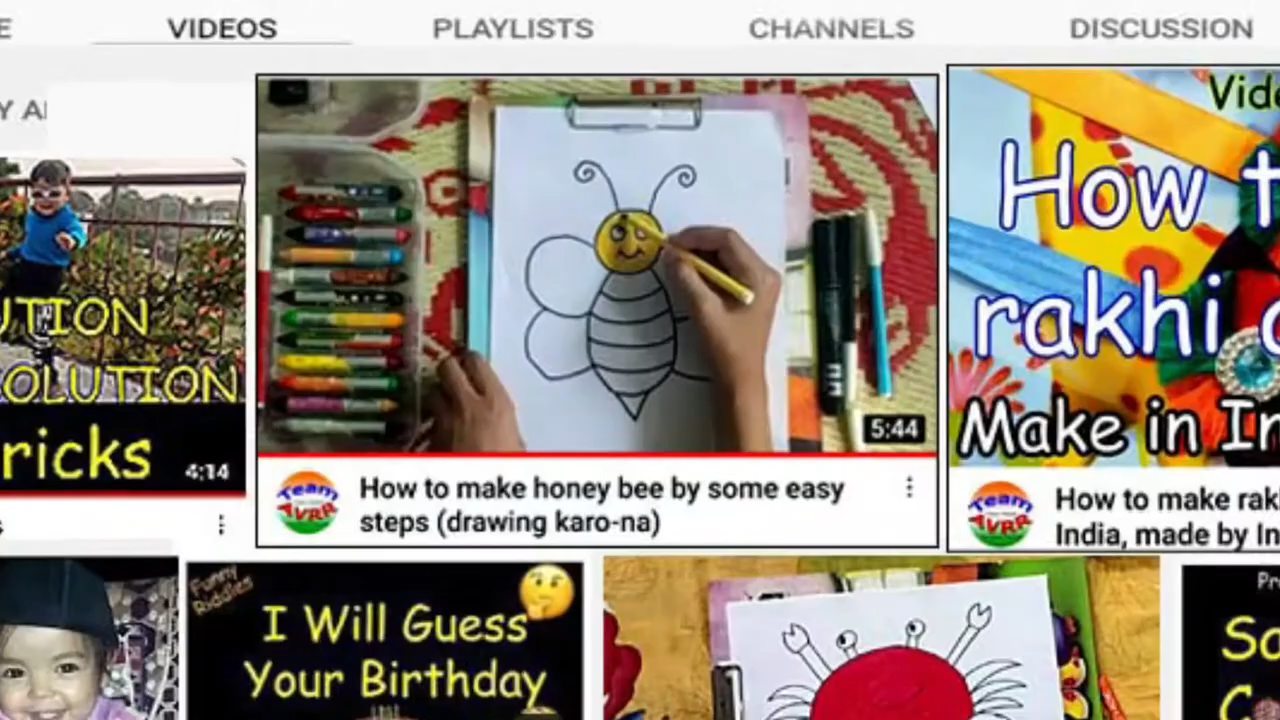 VIDEOS
PLAYLISTS
CHANNELS
DISCUSSION
Vide
How t
rakhi
Make in In
UTION
OLUTION
ricks
4:14
5:44
Team
AVRR
How to make honey bee by some easy
steps (drawing karo-na)
Team
AVRR
How to make rak
India, made by In
Funny
Riddles
I Will Guess
Your Birthday